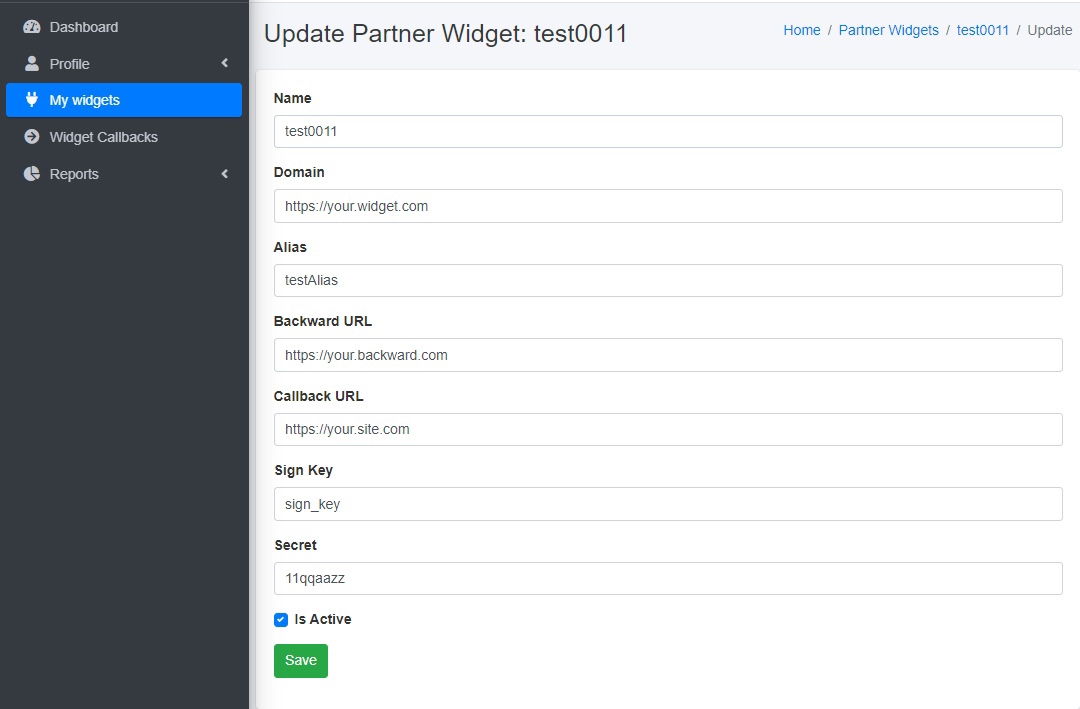 Dashboard
Profile
My widgets
Widget Callbacks
Reports
Update Partner Widget: test0011
Home / Partner Widgets / test0011 / Update
Name
test0011
Domain
https://your.widget.com
Alias
testAlias
Backward URL
https://your.backward.com
Callback URL
https://your.site.com
Sign Key
sign_key
Secret
11qqaazz
Is Active
Save